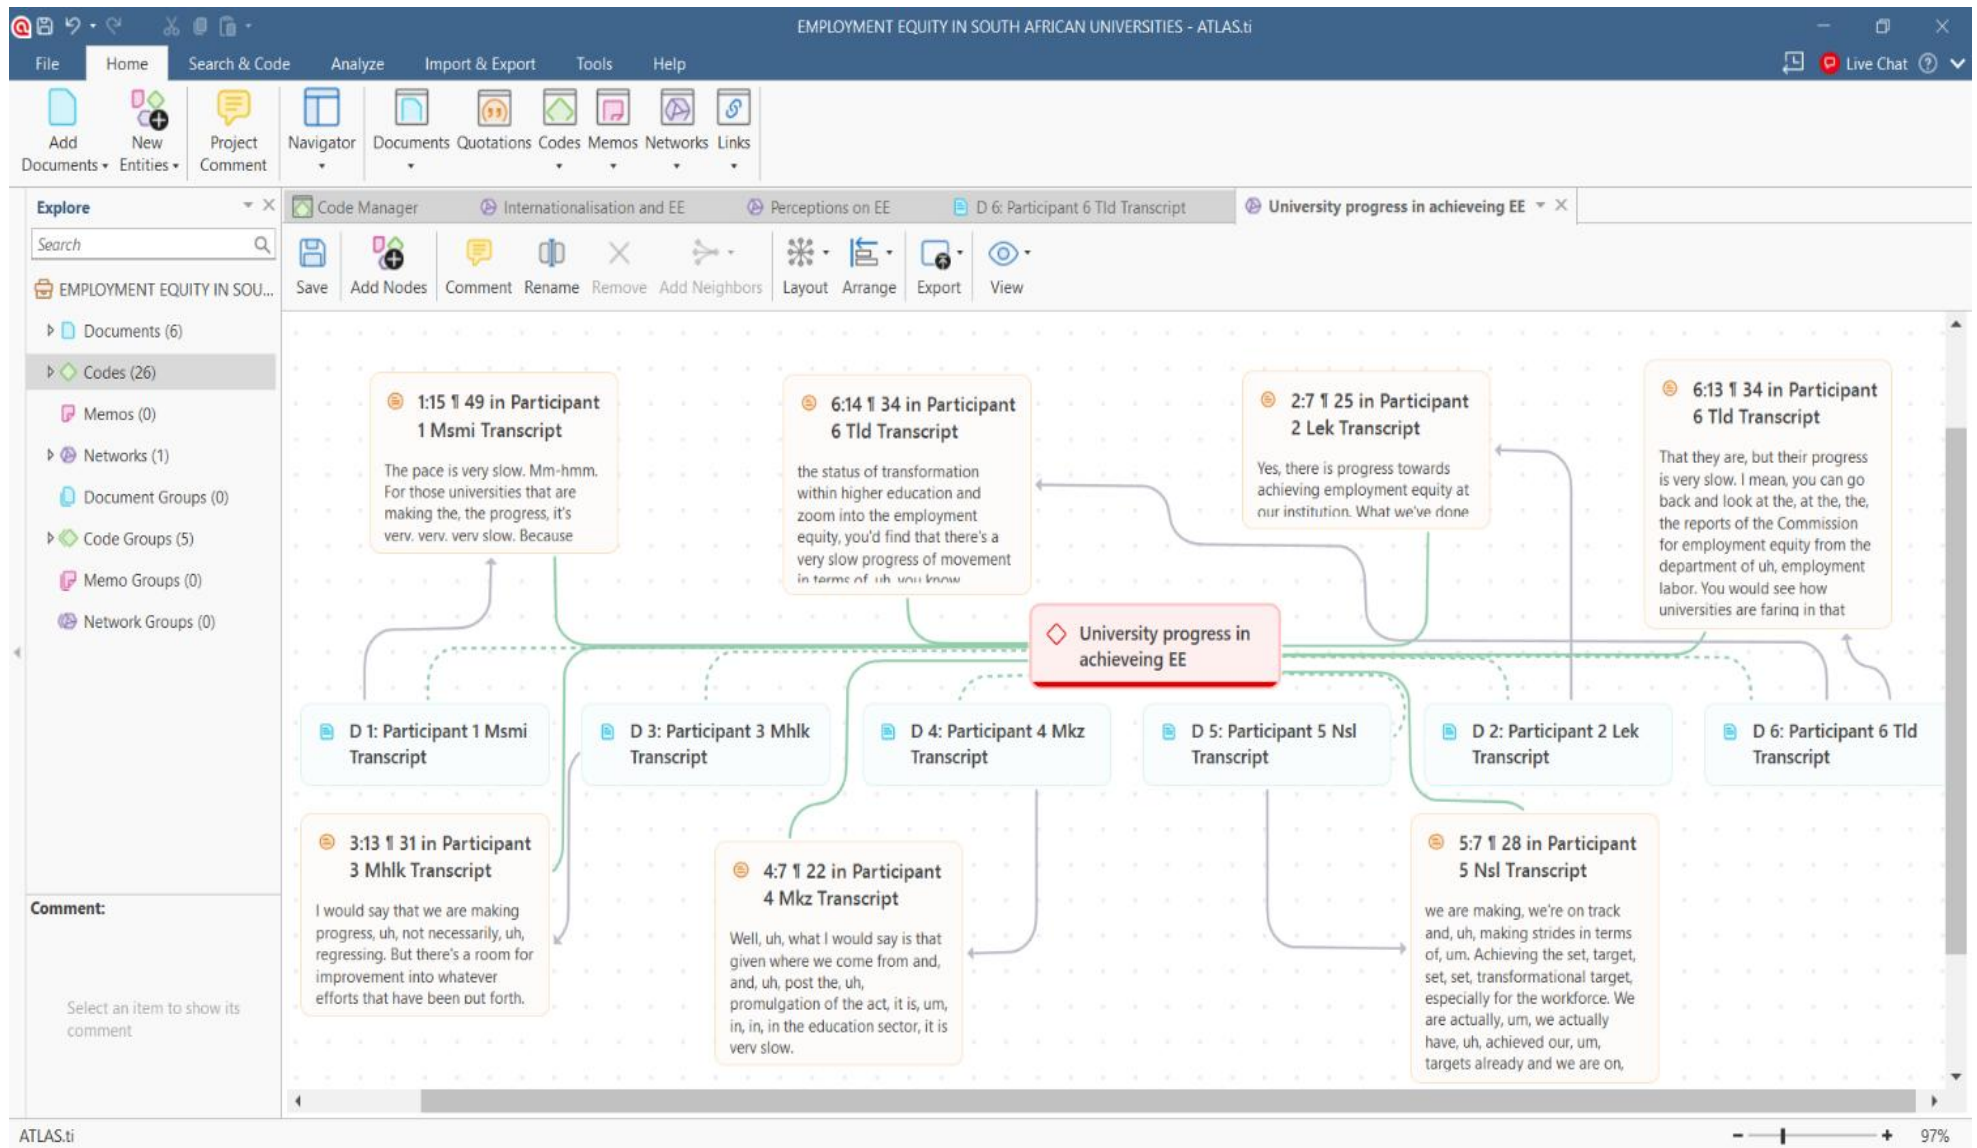 EMPLOYMENT EQUITY IN SOUTH AFRICAN UNIVERSITIES - ATLAS.ti
File Home Search & Code Analyze Import & Export Tools Help Live Chat
Add Documents
New Entities
Project Comment
Navigator
Documents
Quotations
Codes
Memos
Networks
Links
Explore
Search
EMPLOYMENT EQUITY IN SOU...
Documents (6)
Codes (26)
Memos (0)
Networks (1)
Document Groups (0)
Code Groups (5)
Memo Groups (0)
Network Groups (0)
Comment:
Select an item to show its
comment
Code Manager
Internationalisation and EE
Perceptions on EE
D 6: Participant 6 Tld Transcript
University progress in achieveing EE
Save
Add Nodes
Comment
Rename
Remove
Add Neighbors
Layout
Arrange
Export
View
1:15 ¶ 49 in Participant
1 Msmi Transcript
The pace is very slow. Mm-hmm.
For those universities that are
making the, the progress, it's
very, very, very slow. Because
6:14 ¶ 34 in Participant
6 Tld Transcript
the status of transformation
within higher education and
zoom into the employment
equity, you'd find that there's a
very slow progress of movement
in terms of, uh, you know
2:7 ¶ 25 in Participant
2 Lek Transcript
Yes, there is progress towards
achieving employment equity at
our institution. What we've done
6:13 ¶ 34 in Participant
6 Tld Transcript
That they are, but their progress
is very slow. I mean, you can go
back and look at the, at the, the,
the reports of the Commission
for employment equity from the
department of uh, employment
labor. You would see how
universities are faring in that
University progress in
achieveing EE
D 1: Participant 1 Msmi
Transcript
D 3: Participant 3 Mhlk
Transcript
D 4: Participant 4 Mkz
Transcript
D 5: Participant 5 Nsl
Transcript
D 2: Participant 2 Lek
Transcript
D 6: Participant 6 Tld
Transcript
3:13 ¶ 31 in Participant
3 Mhlk Transcript
I would say that we are making
progress, uh, not necessarily, uh,
regressing. But there's a room for
improvement into whatever
efforts that have been put forth.
4:7 ¶ 22 in Participant
4 Mkz Transcript
Well, uh, what I would say is that
given where we come from and,
and, uh, post the, uh,
promulgation of the act, it is, um,
in, in, in the education sector, it is
very slow.
5:7 ¶ 28 in Participant
5 Nsl Transcript
we are making, we're on track
and, uh, making strides in terms
of, um. Achieving the set, target,
set, set, transformational target,
especially for the workforce. We
are actually, um, we actually
have, uh, achieved our, um,
targets already and we are on,
ATLAS.ti
97%